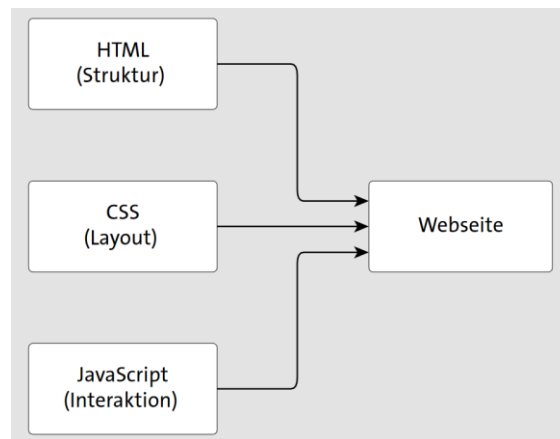 HTML
(Struktur)
CSS
(Layout)
Webseite
JavaScript
(Interaktion)